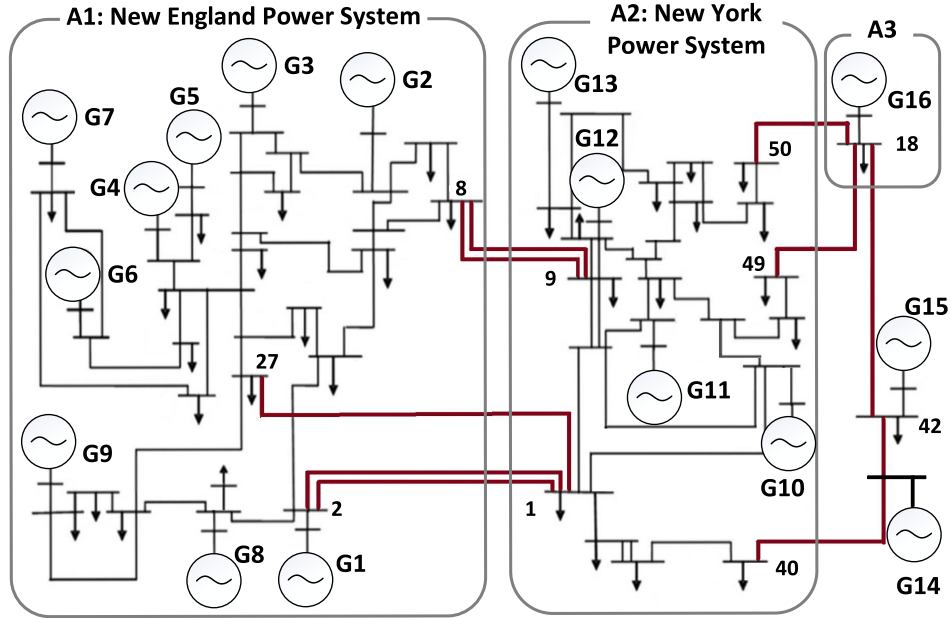 A1: New England Power System
A2: New York
Power System
A3
G3
G2
G13
G16
G7
G5
G12
50
18
G4
8
G6
9
49
G15
27
G11
42
G9
G10
1
2
G8
G1
40
G14